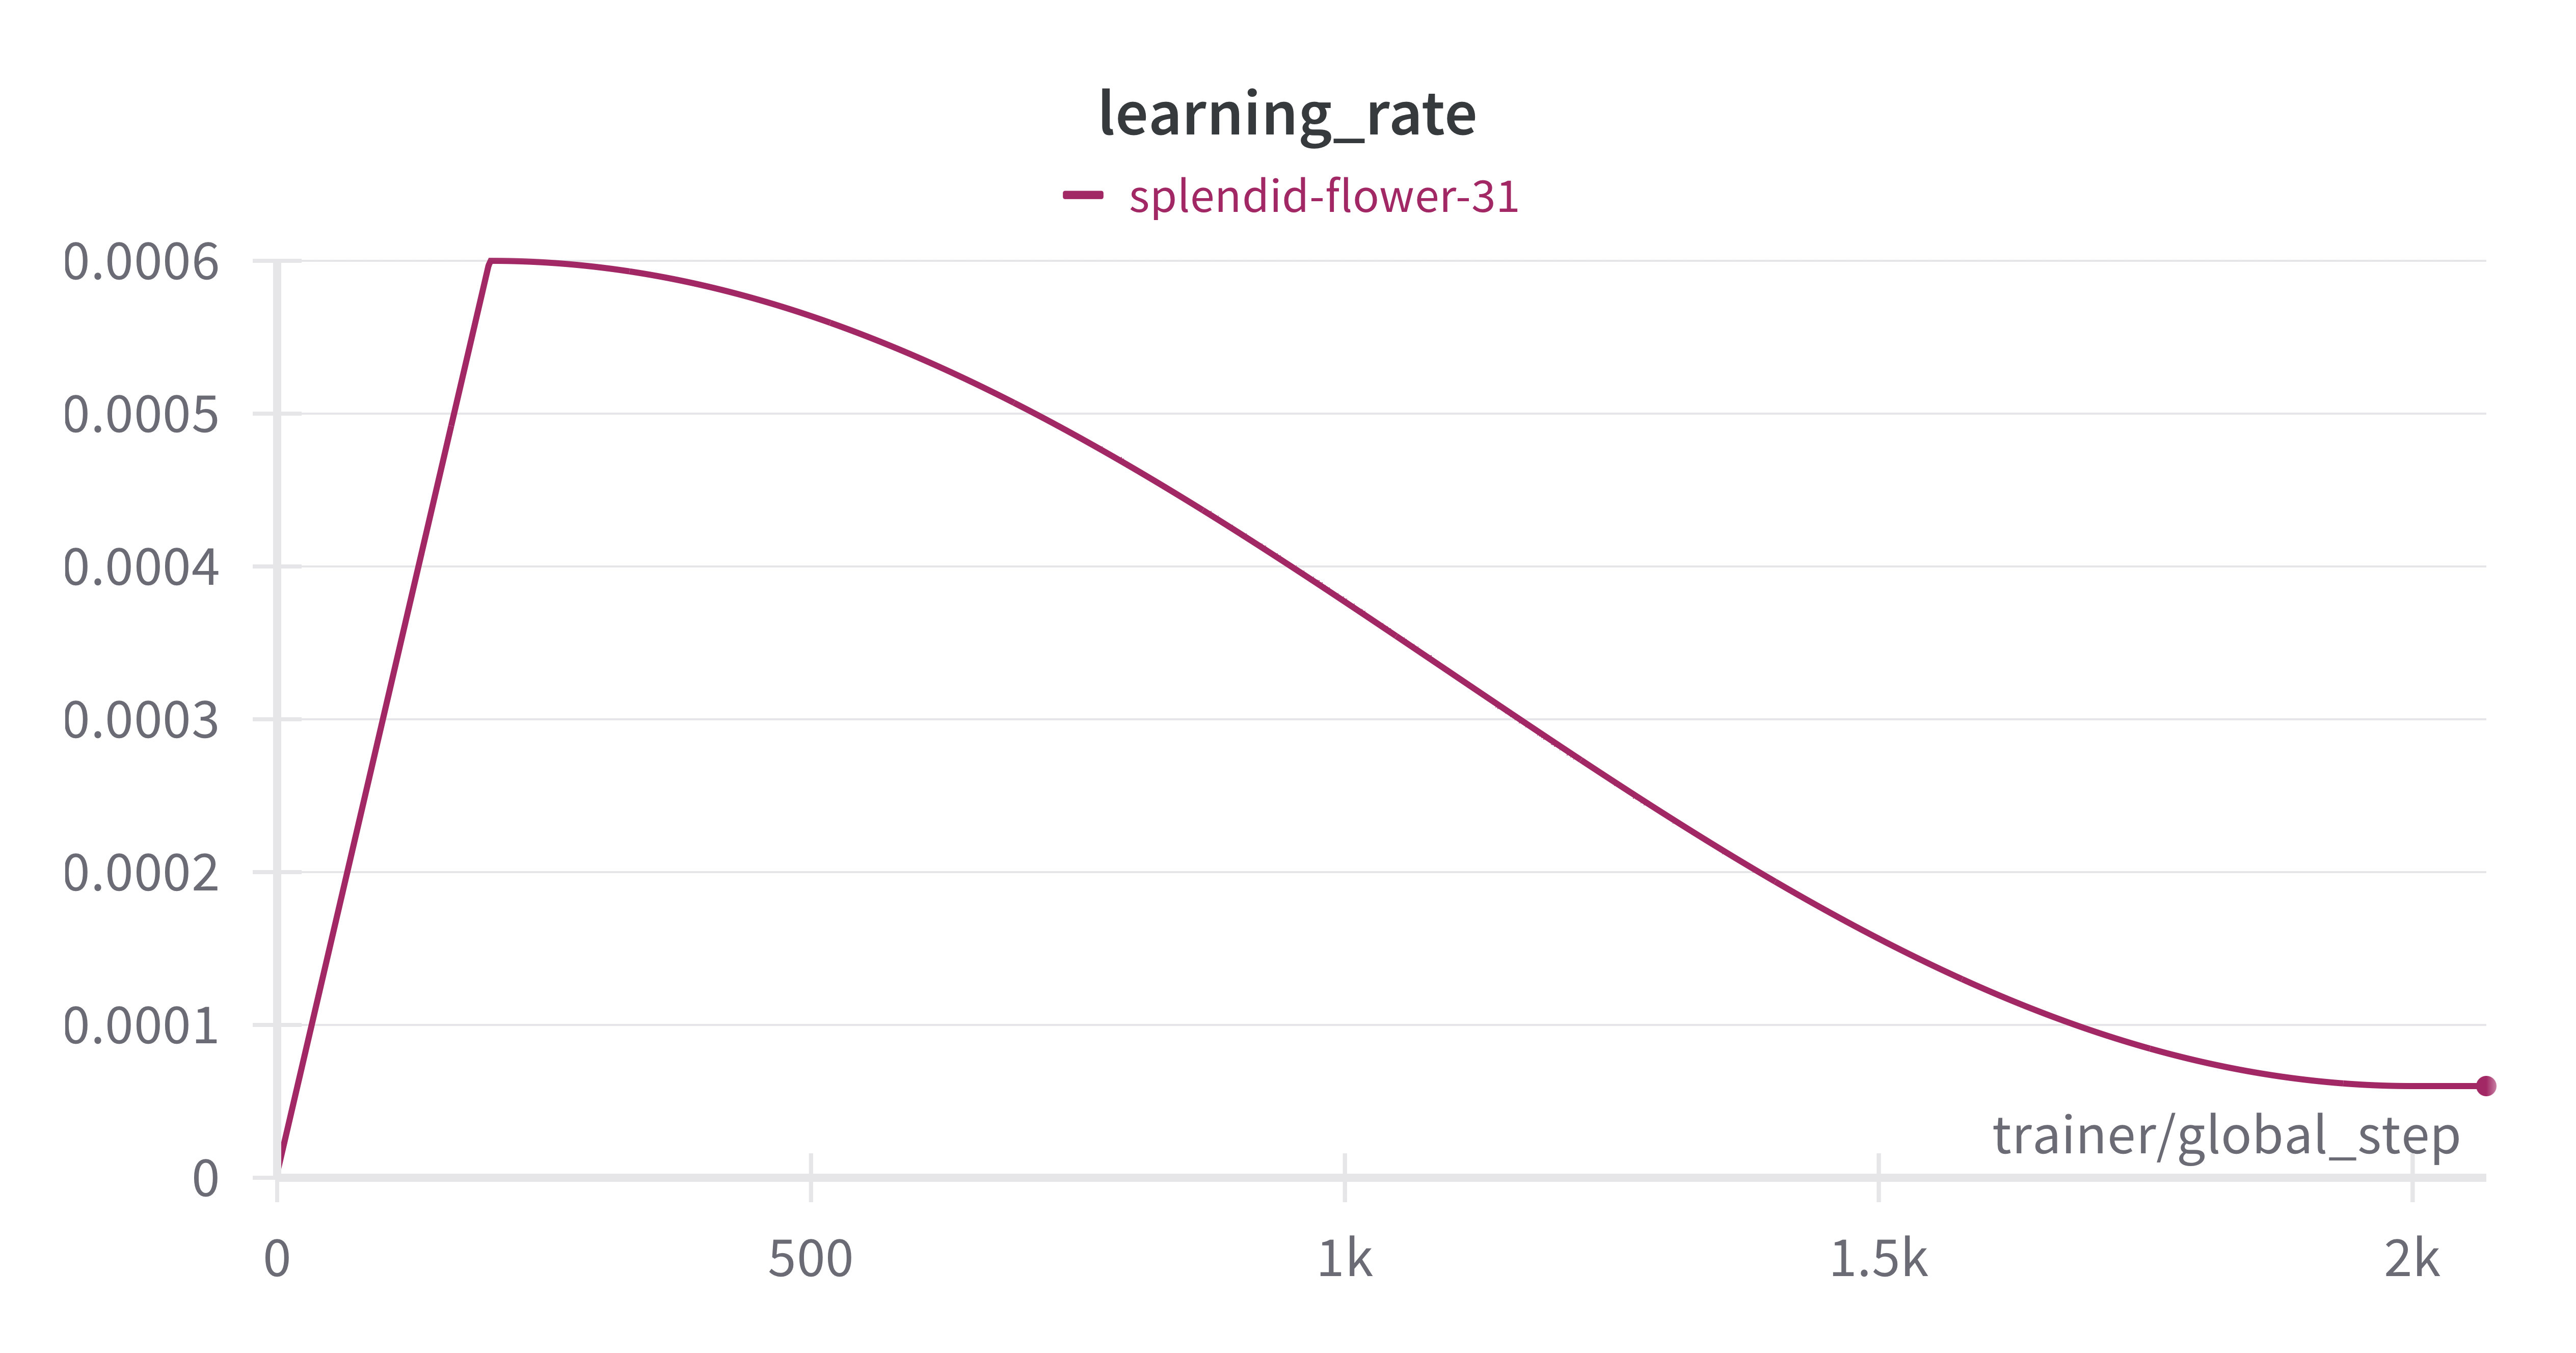 learning_rate
splendid-flower-31
0.0006
0.0005
0.0004
0.0003
0.0002
0.0001
0
trainer/global_step
0 500 1k 1.5k 2k